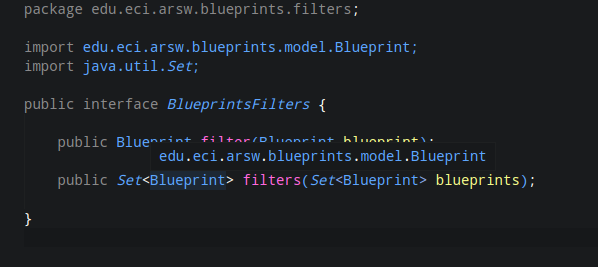 package edu.eci.arsw.blueprints.filters;
import edu.eci.arsw.blueprints.model.Blueprint;
import java.util.Set;
public interface BlueprintsFilters {
public Blueprint filter(Blueprint blueprint);
edu.eci.arsw.blueprints.model.Blueprint
public Set<Blueprint> filters(Set<Blueprint> blueprints);
}